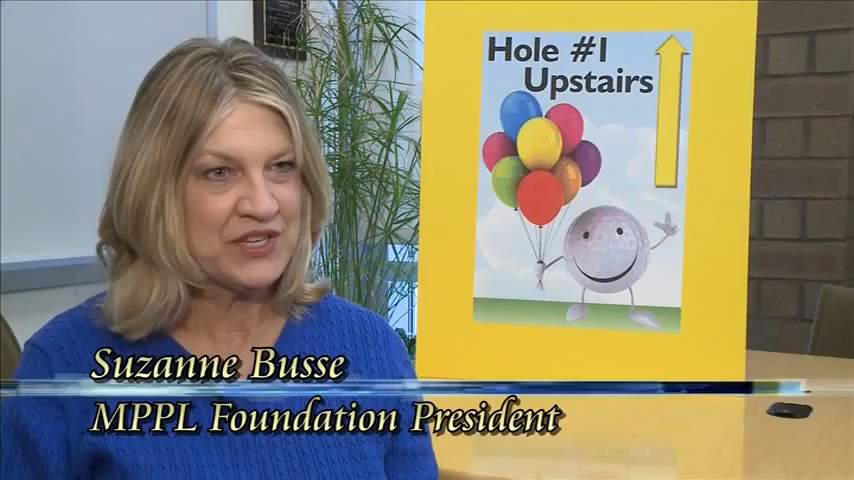 Hole #1
Upstairs
Suzanne Busse
MPPL Foundation President